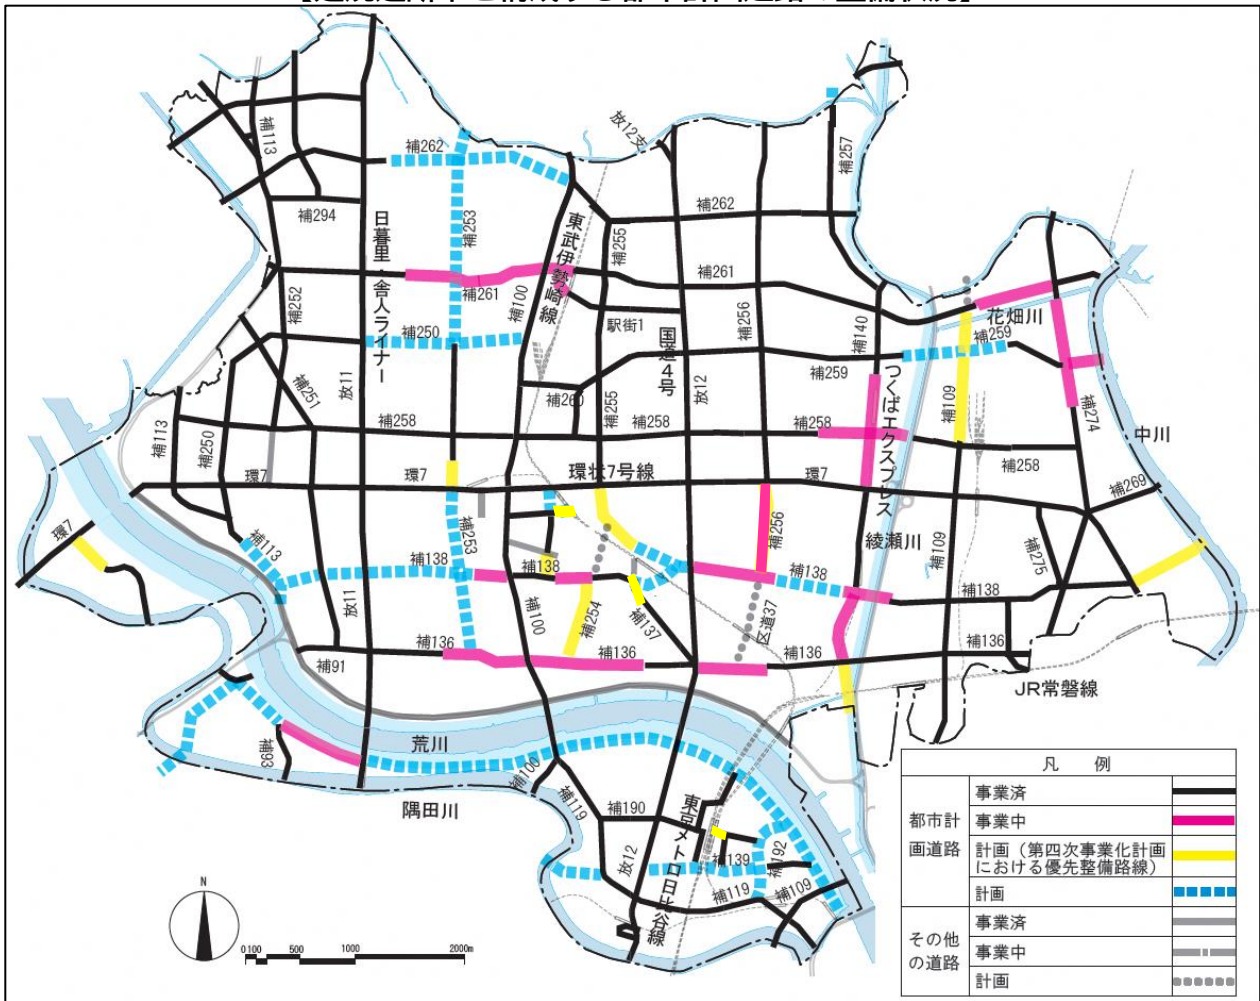 補113
放12支
補257
補262
補294
日暮里・舎人ライナー
補253
東武伊勢崎線
補255
補262
補252
補261
補100
補261
補256
補140
花畑川
補250
駅街1
国道4号
補259
補251
放11
補260
補255
放12
補259
つくばエクスプレス
補109
補274
中川
補113
補250
補258
補258
補258
補258
環7
環7
環状7号線
環7
補269
環7
補113
補253
補256
綾瀬川
補109
補275
補138
補138
補138
補138
放11
補100
補254
補137
区道37
補91
補136
補136
補136
補136
JR常磐線
補93
荒川
隅田川
補100
補119
補190
東京メトロ日比谷線
放12
補139
補192
補119
補109
N
0 100 500 1000 2000m
凡 例
都市計画道路
事業済
事業中
計画（第四次事業化計画
における優先整備路線）
計画
その他の道路
事業済
事業中
計画